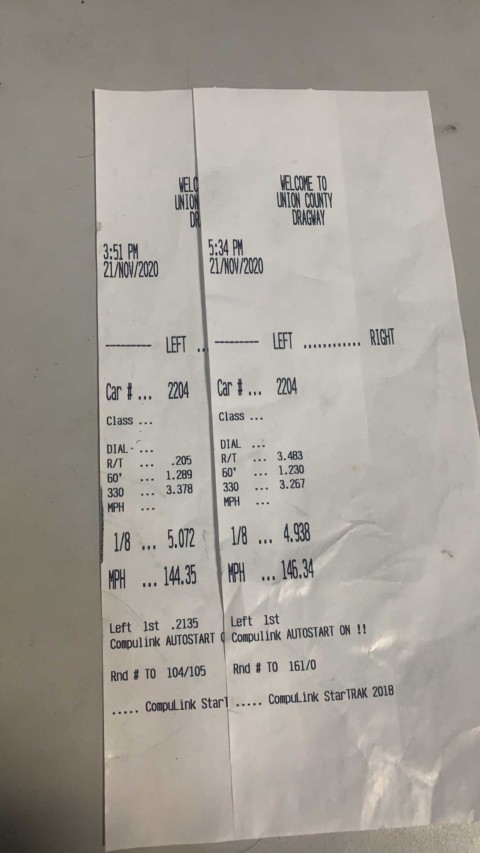 WELC
UNION
DR
3:51 PM
21/NOV/2020
--------- LEFT ..
Car # ... 2204
Class ...
DIAL ...
R/T ... .205
60' ... 1.289
330 ... 3.378
MPH ...
1/8 ... 5.072
MPH ... 144.35
Left 1st .2135
Compulink AUTOSTART O
Rnd # TO 104/105
..... CompuLink StarT
WELCOME TO
UNION COUNTY
DRAGWAY
5:34 PM
21/NOV/2020
--------- LEFT ............ RIGHT
Car # ... 2204
Class ...
DIAL ...
R/T ... 3.483
60' ... 1.230
330 ... 3.267
MPH ...
1/8 ... 4.938
MPH ... 146.34
Left 1st
Compulink AUTOSTART ON !!
Rnd # TO 161/0
..... CompuLink StarTRAK 2018